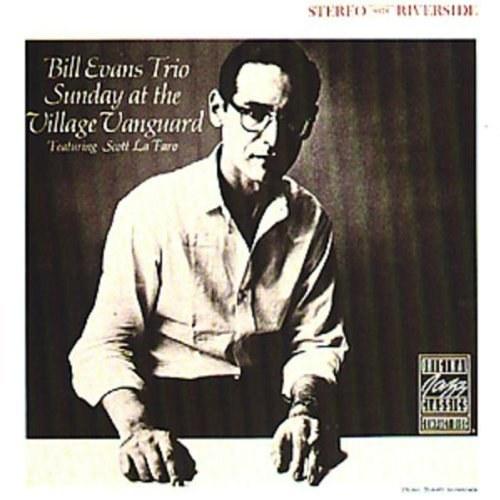 STEREO RIVERSIDE
Bill Evans Trio
Sunday at the
Village Vanguard
Featuring Scott La Faro
ORIGINAL
Jazz
CLASSICS